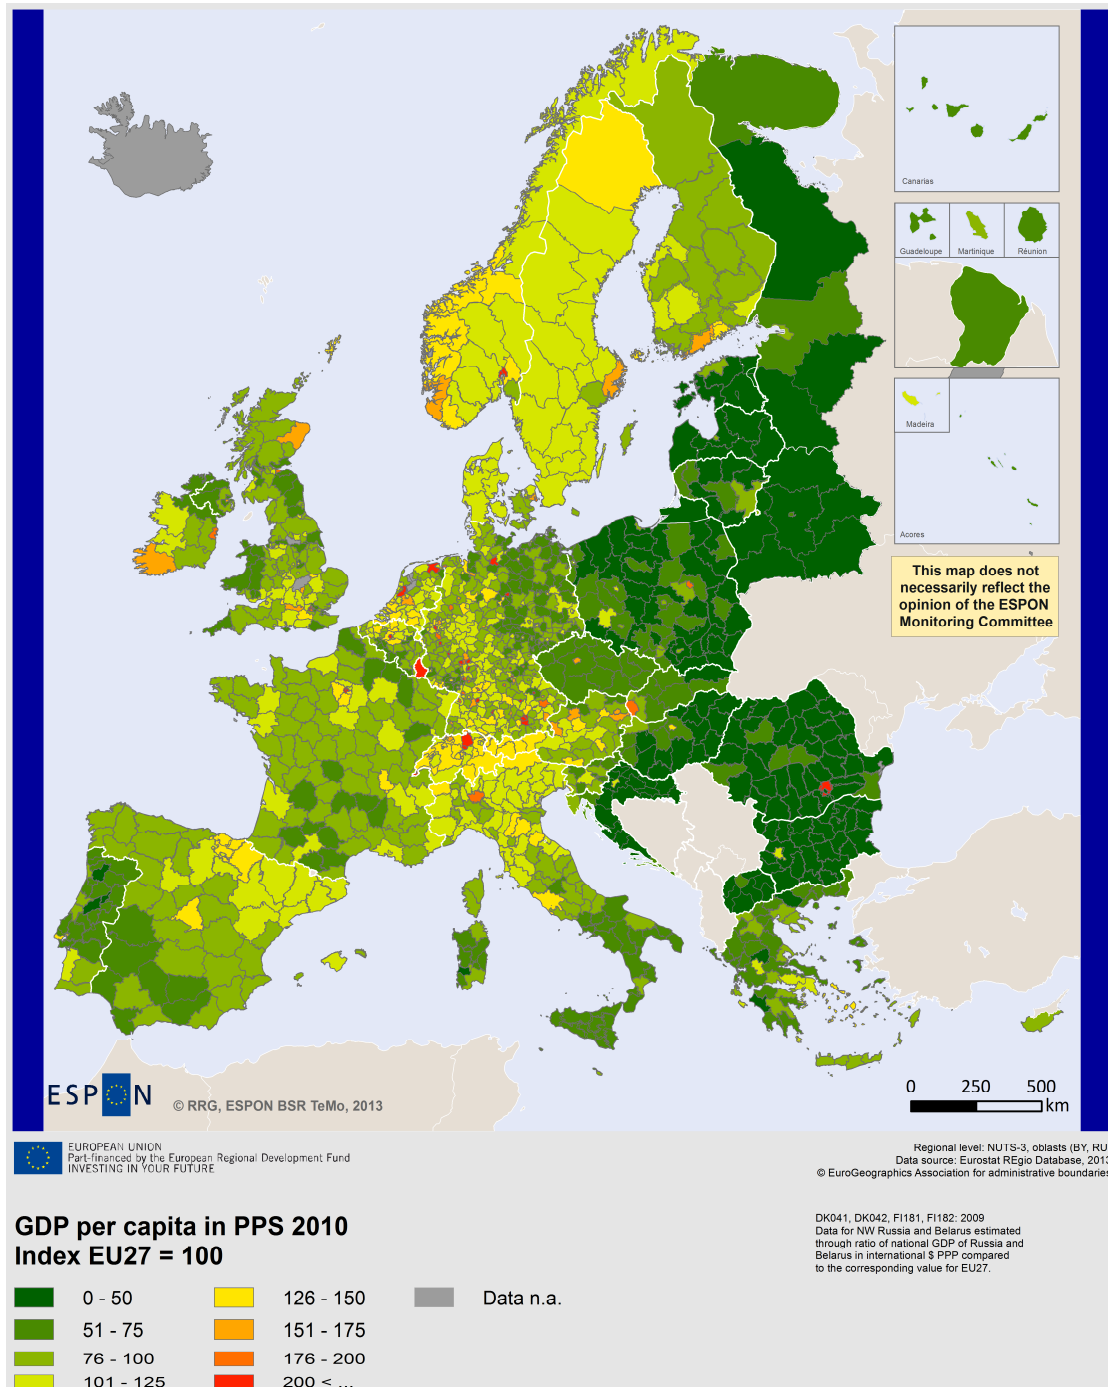 Canarias
Guadeloupe
Martinique
Réunion
Madeira
Acores
This map does not
necessarily reflect the
opinion of the ESPON
Monitoring Committee
ESPON
© RRG, ESPON BSR TeMo, 2013
0 250 500
km
EUROPEAN UNION
Part-financed by the European Regional Development Fund
INVESTING IN YOUR FUTURE
Regional level: NUTS-3, oblasts (BY, RU
Data source: Eurostat REgio Database, 2013
© EuroGeographics Association for administrative boundaries
GDP per capita in PPS 2010
Index EU27 = 100
DK041, DK042, FI181, FI182: 2009
Data for NW Russia and Belarus estimated
through ratio of national GDP of Russia and
Belarus in international $ PPP compared
to the corresponding value for EU27.
0 - 50
51 - 75
76 - 100
101 - 125
126 - 150
151 - 175
176 - 200
200 < ...
Data n.a.